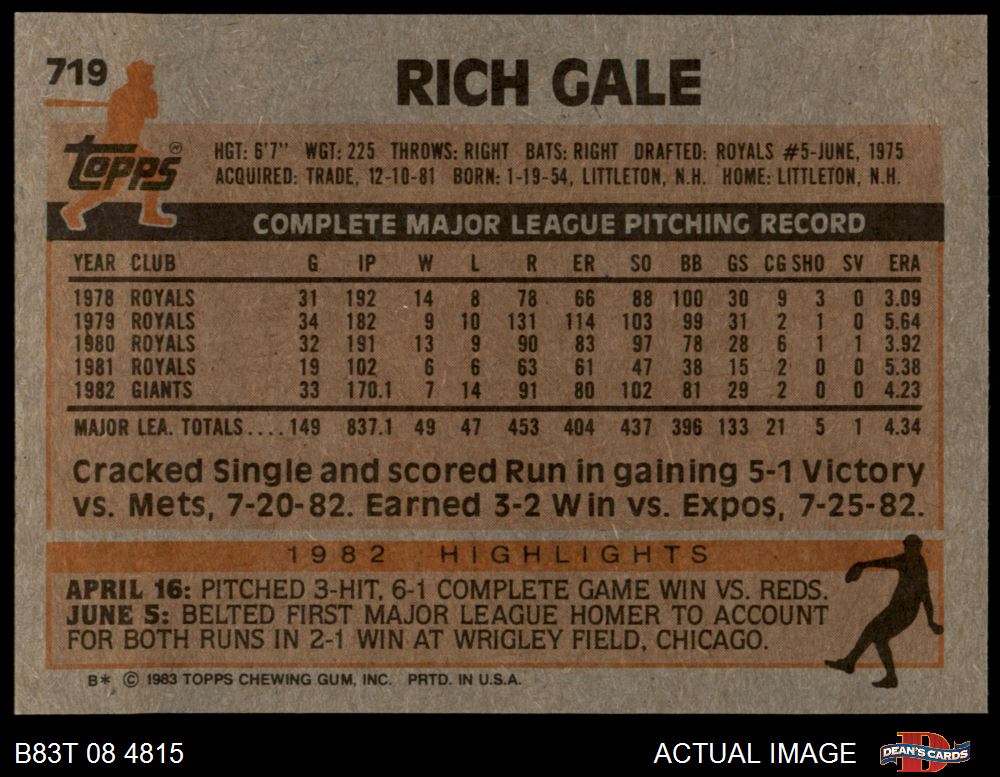 719
RICH GALE
Topps
HGT: 6'7" WGT: 225 THROWS: RIGHT BATS: RIGHT DRAFTED: ROYALS #5-JUNE, 1975
ACQUIRED: TRADE, 12-10-81 BORN: 1-19-54, LITTLETON, N.H. HOME: LITTLETON, N.H.
COMPLETE MAJOR LEAGUE PITCHING RECORD
YEAR CLUB G IP W L R ER SO BB GS CG SHO SV ERA
1978 ROYALS 31 192 14 8 78 66 88 100 30 9 3 0 3.09
1979 ROYALS 34 182 9 10 131 114 103 99 31 2 1 0 5.64
1980 ROYALS 32 191 13 9 90 83 97 78 28 6 1 1 3.92
1981 ROYALS 19 102 6 6 63 61 47 38 15 2 0 0 5.38
1982 GIANTS 33 170.1 7 14 91 80 102 81 29 2 0 0 4.23
MAJOR LEA. TOTALS.... 149 837.1 49 47 453 404 437 396 133 21 5 1 4.34
Cracked Single and scored Run in gaining 5-1 Victory
vs. Mets, 7-20-82. Earned 3-2 Win vs. Expos, 7-25-82.
1982 HIGHLIGHTS
APRIL 16: PITCHED 3-HIT, 6-1 COMPLETE GAME WIN VS. REDS.
JUNE 5: BELTED FIRST MAJOR LEAGUE HOMER TO ACCOUNT
FOR BOTH RUNS IN 2-1 WIN AT WRIGLEY FIELD, CHICAGO.
B* © 1983 TOPPS CHEWING GUM, INC. PRTD. IN U.S.A.
B83T 08 4815
ACTUAL IMAGE
DEAN'S CARDS